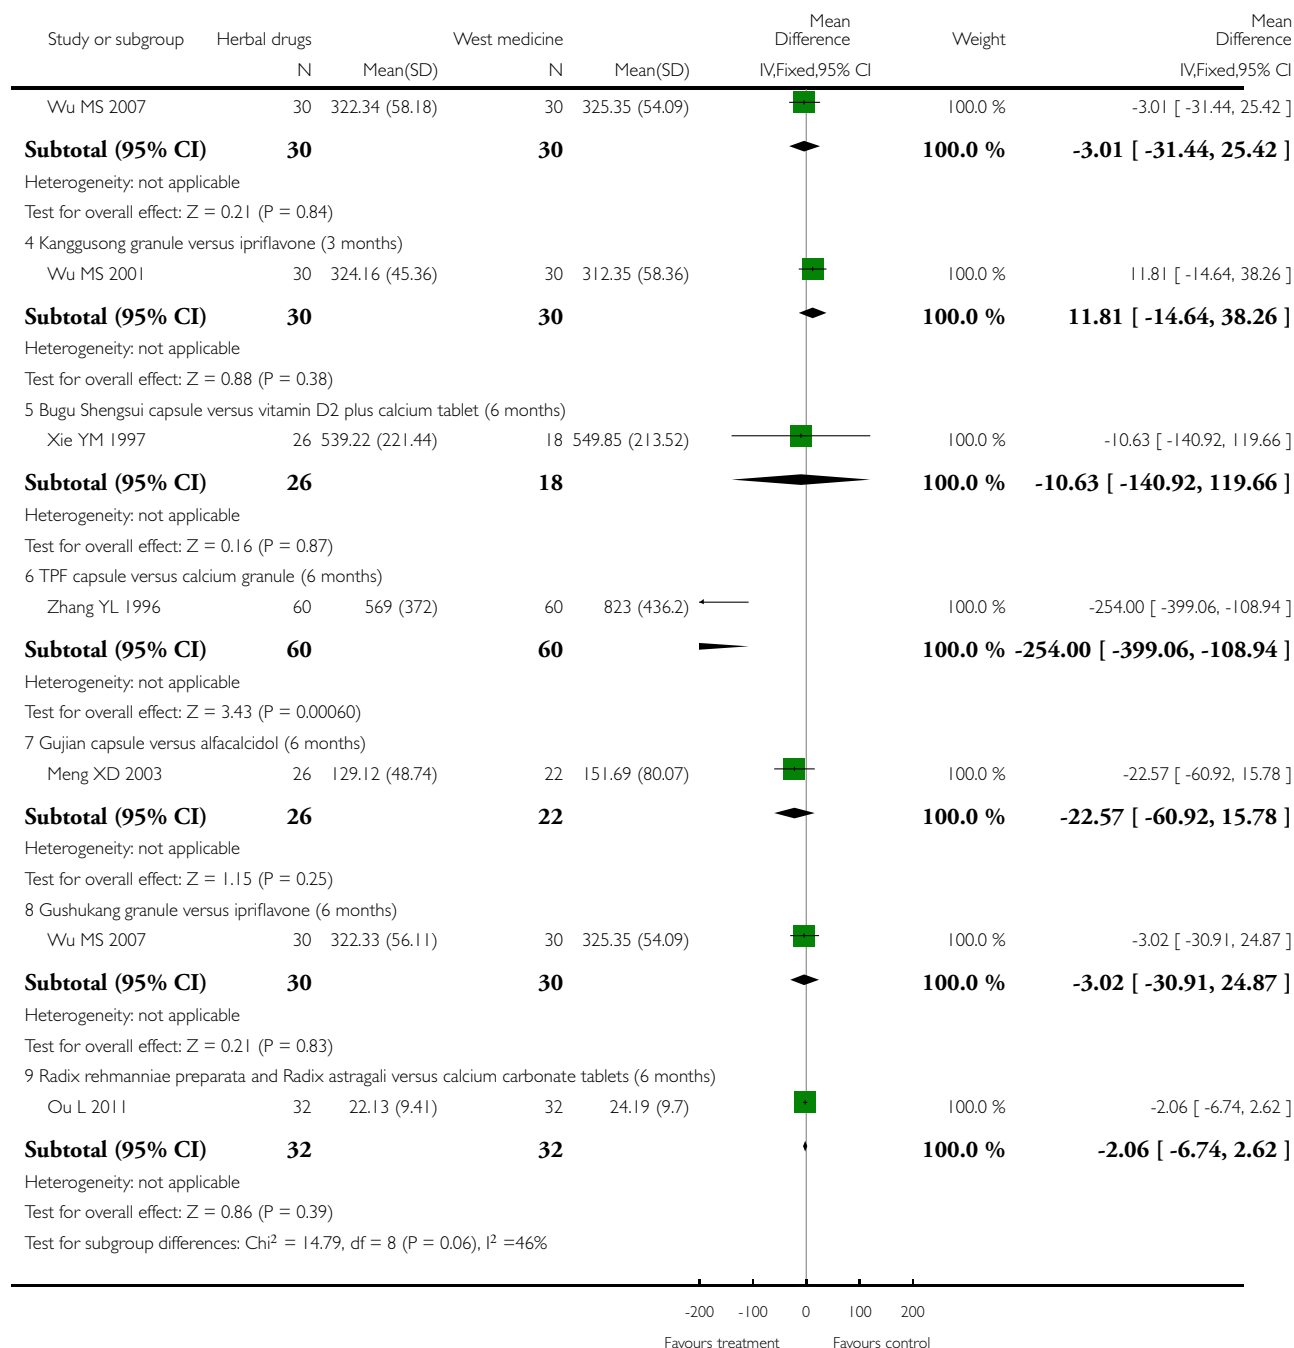 Study or subgroup Herbal drugs West medicine Mean Difference Weight Mean Difference
N Mean(SD) N Mean(SD) IV,Fixed,95% CI IV,Fixed,95% CI
Wu MS 2007 30 322.34 (58.18) 30 325.35 (54.09) 100.0 % -3.01 [ -31.44, 25.42 ]
Subtotal (95% CI) 30 30 100.0 % -3.01 [ -31.44, 25.42 ]
Heterogeneity: not applicable
Test for overall effect: Z = 0.21 (P = 0.84)
4 Kanggusong granule versus ipriflavone (3 months)
Wu MS 2001 30 324.16 (45.36) 30 312.35 (58.36) 100.0 % 11.81 [ -14.64, 38.26 ]
Subtotal (95% CI) 30 30 100.0 % 11.81 [ -14.64, 38.26 ]
Heterogeneity: not applicable
Test for overall effect: Z = 0.88 (P = 0.38)
5 Bugu Shengsui capsule versus vitamin D2 plus calcium tablet (6 months)
Xie YM 1997 26 539.22 (221.44) 18 549.85 (213.52) 100.0 % -10.63 [ -140.92, 119.66 ]
Subtotal (95% CI) 26 18 100.0 % -10.63 [ -140.92, 119.66 ]
Heterogeneity: not applicable
Test for overall effect: Z = 0.16 (P = 0.87)
6 TPF capsule versus calcium granule (6 months)
Zhang YL 1996 60 569 (372) 60 823 (436.2) 100.0 % -254.00 [ -399.06, -108.94 ]
Subtotal (95% CI) 60 60 100.0 % -254.00 [ -399.06, -108.94 ]
Heterogeneity: not applicable
Test for overall effect: Z = 3.43 (P = 0.00060)
7 Gujian capsule versus alfacalcidol (6 months)
Meng XD 2003 26 129.12 (48.74) 22 151.69 (80.07) 100.0 % -22.57 [ -60.92, 15.78 ]
Subtotal (95% CI) 26 22 100.0 % -22.57 [ -60.92, 15.78 ]
Heterogeneity: not applicable
Test for overall effect: Z = 1.15 (P = 0.25)
8 Gushukang granule versus ipriflavone (6 months)
Wu MS 2007 30 322.33 (56.11) 30 325.35 (54.09) 100.0 % -3.02 [ -30.91, 24.87 ]
Subtotal (95% CI) 30 30 100.0 % -3.02 [ -30.91, 24.87 ]
Heterogeneity: not applicable
Test for overall effect: Z = 0.21 (P = 0.83)
9 Radix rehmanniae preparata and Radix astragali versus calcium carbonate tablets (6 months)
Ou L 2011 32 22.13 (9.41) 32 24.19 (9.7) 100.0 % -2.06 [ -6.74, 2.62 ]
Subtotal (95% CI) 32 32 100.0 % -2.06 [ -6.74, 2.62 ]
Heterogeneity: not applicable
Test for overall effect: Z = 0.86 (P = 0.39)
Test for subgroup differences: Chi² = 14.79, df = 8 (P = 0.06), I² =46%
-200 -100 0 100 200
Favours treatment Favours control